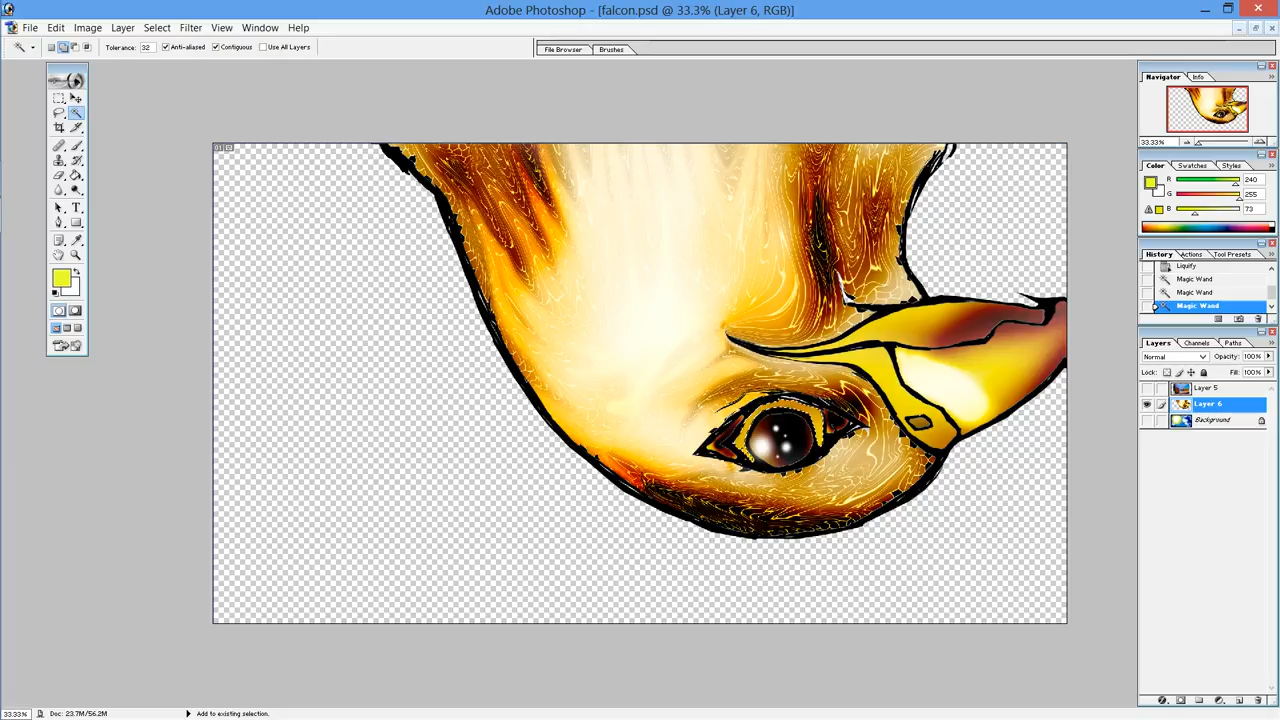 Adobe Photoshop - [falcon.psd @ 33.3% (Layer 6, RGB)]
File Edit Image Layer Select Filter View Window Help
Tolerance: 32 Anti-aliased Contiguous Use All Layers
File Browser Brushes
Navigator Info
33.33%
Color Swatches Styles
R 240
G 255
B 73
History Actions Tool Presets
Liquify
Magic Wand
Magic Wand
Magic Wand
Layers Channels Paths
Normal Opacity: 100%
Lock: Fill: 100%
Layer 5
Layer 6
Background
01
T
33.33% Doc: 23.7M/56.2M Add to existing selection.